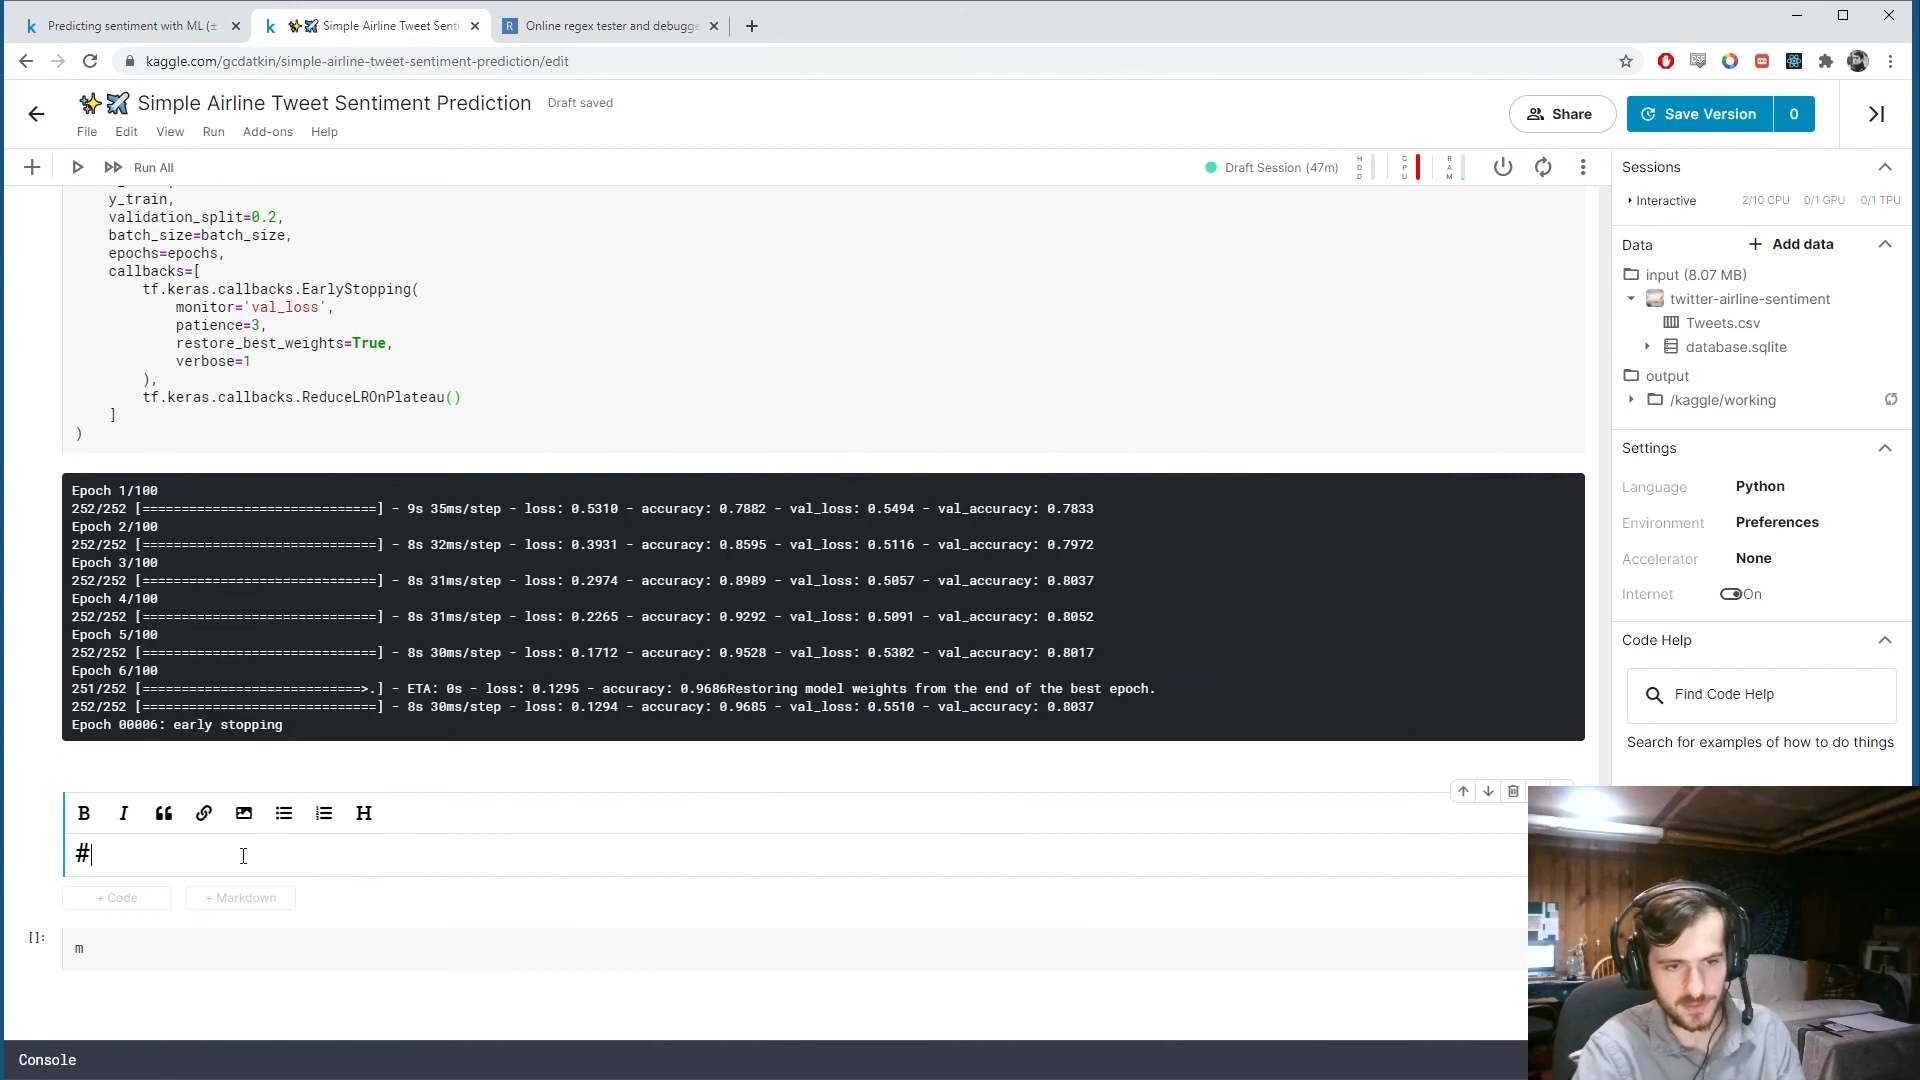 Predicting sentiment with ML (±
Simple Airline Tweet Senti
Online regex tester and debugge
kaggle.com/gcdatkin/simple-airline-tweet-sentiment-prediction/edit
Simple Airline Tweet Sentiment Prediction
Draft saved
File Edit View Run Add-ons Help
Share
Save Version
0
Run All
Draft Session (47m)
HDD
CPU
RAM
y_train,
validation_split=0.2,
batch_size=batch_size,
epochs=epochs,
callbacks=[
tf.keras.callbacks.EarlyStopping(
monitor='val_loss',
patience=3,
restore_best_weights=True,
verbose=1
),
tf.keras.callbacks.ReduceLROnPlateau()
]
)
Epoch 1/100
252/252 [==============================] - 9s 35ms/step - loss: 0.5310 - accuracy: 0.7882 - val_loss: 0.5494 - val_accuracy: 0.7833
Epoch 2/100
252/252 [==============================] - 8s 32ms/step - loss: 0.3931 - accuracy: 0.8595 - val_loss: 0.5116 - val_accuracy: 0.7972
Epoch 3/100
252/252 [==============================] - 8s 31ms/step - loss: 0.2974 - accuracy: 0.8989 - val_loss: 0.5057 - val_accuracy: 0.8037
Epoch 4/100
252/252 [==============================] - 8s 31ms/step - loss: 0.2265 - accuracy: 0.9292 - val_loss: 0.5091 - val_accuracy: 0.8052
Epoch 5/100
252/252 [==============================] - 8s 30ms/step - loss: 0.1712 - accuracy: 0.9528 - val_loss: 0.5302 - val_accuracy: 0.8017
Epoch 6/100
251/252 [============================>.] - ETA: 0s - loss: 0.1295 - accuracy: 0.9686Restoring model weights from the end of the best epoch.
252/252 [==============================] - 8s 30ms/step - loss: 0.1294 - accuracy: 0.9685 - val_loss: 0.5510 - val_accuracy: 0.8037
Epoch 00006: early stopping
B I H
#
+ Code + Markdown
[]:
m
Console
Sessions
Interactive 2/10 CPU 0/1 GPU 0/1 TPU
Data + Add data
input (8.07 MB)
twitter-airline-sentiment
Tweets.csv
database.sqlite
output
/kaggle/working
Settings
Language Python
Environment Preferences
Accelerator None
Internet On
Code Help
Find Code Help
Search for examples of how to do things